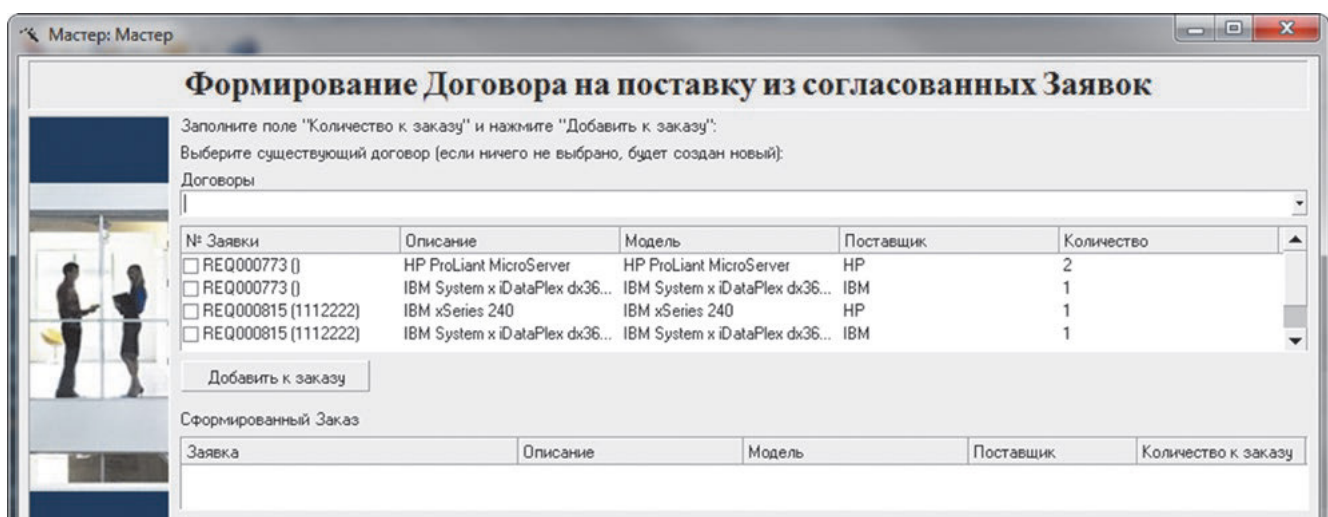 Мастер: Мастер
Формирование Договора на поставку из согласованных Заявок
Заполните поле "Количество к заказу" и нажмите "Добавить к заказу":
Выберите существующий договор (если ничего не выбрано, будет создан новый):
Договоры
№ Заявки Описание Модель Поставщик Количество
REQ000773 () HP ProLiant MicroServer HP ProLiant MicroServer HP 2
REQ000773 () IBM System x iDataPlex dx36... IBM System x iDataPlex dx36... IBM 1
REQ000815 (1112222) IBM xSeries 240 IBM xSeries 240 HP 1
REQ000815 (1112222) IBM System x iDataPlex dx36... IBM System x iDataPlex dx36... IBM 1
Добавить к заказу
Сформированный Заказ
Заявка Описание Модель Поставщик Количество к заказу